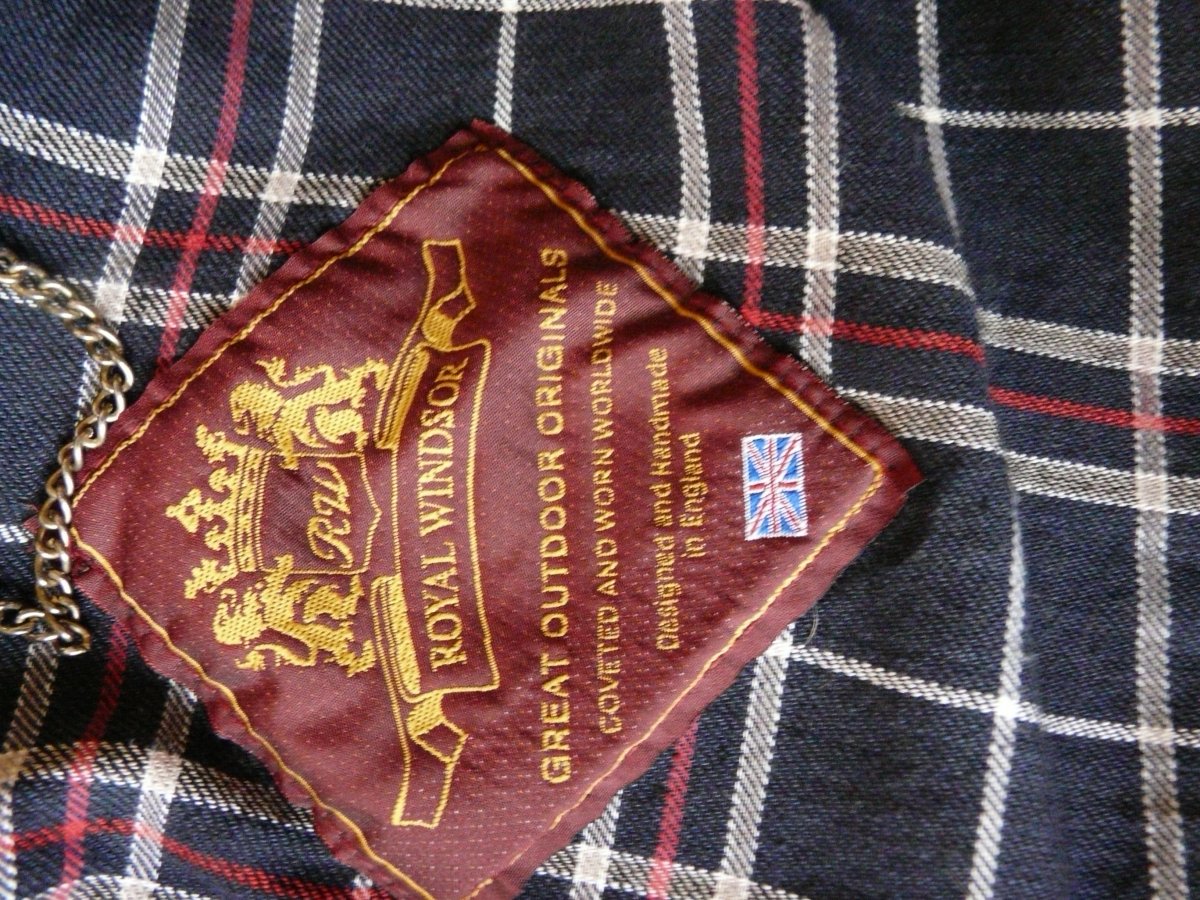 RW
ROYAL WINDSOR
GREAT OUTDOOR ORIGINALS
COVETED AND WORN WORLDWIDE
Designed and Handmade
in England